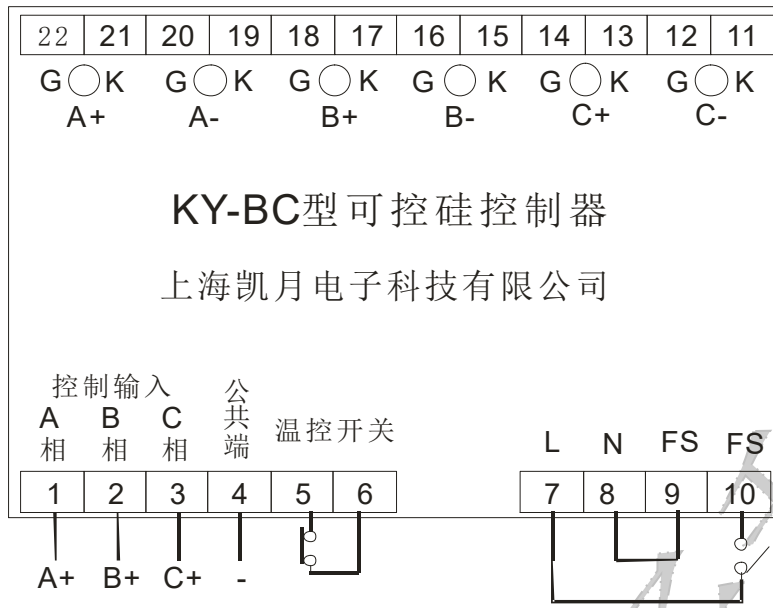 22 21 20 19 18 17 16 15 14 13 12 11
G K G K G K G K G K G K
A+ A- B+ B- C+ C-
KY-BC型可控硅控制器
上海凯月电子科技有限公司
控制输入
A相 B相 C相 公共端 温控开关 L N FS FS
1 2 3 4 5 6 7 8 9 10
A+ B+ C+ -